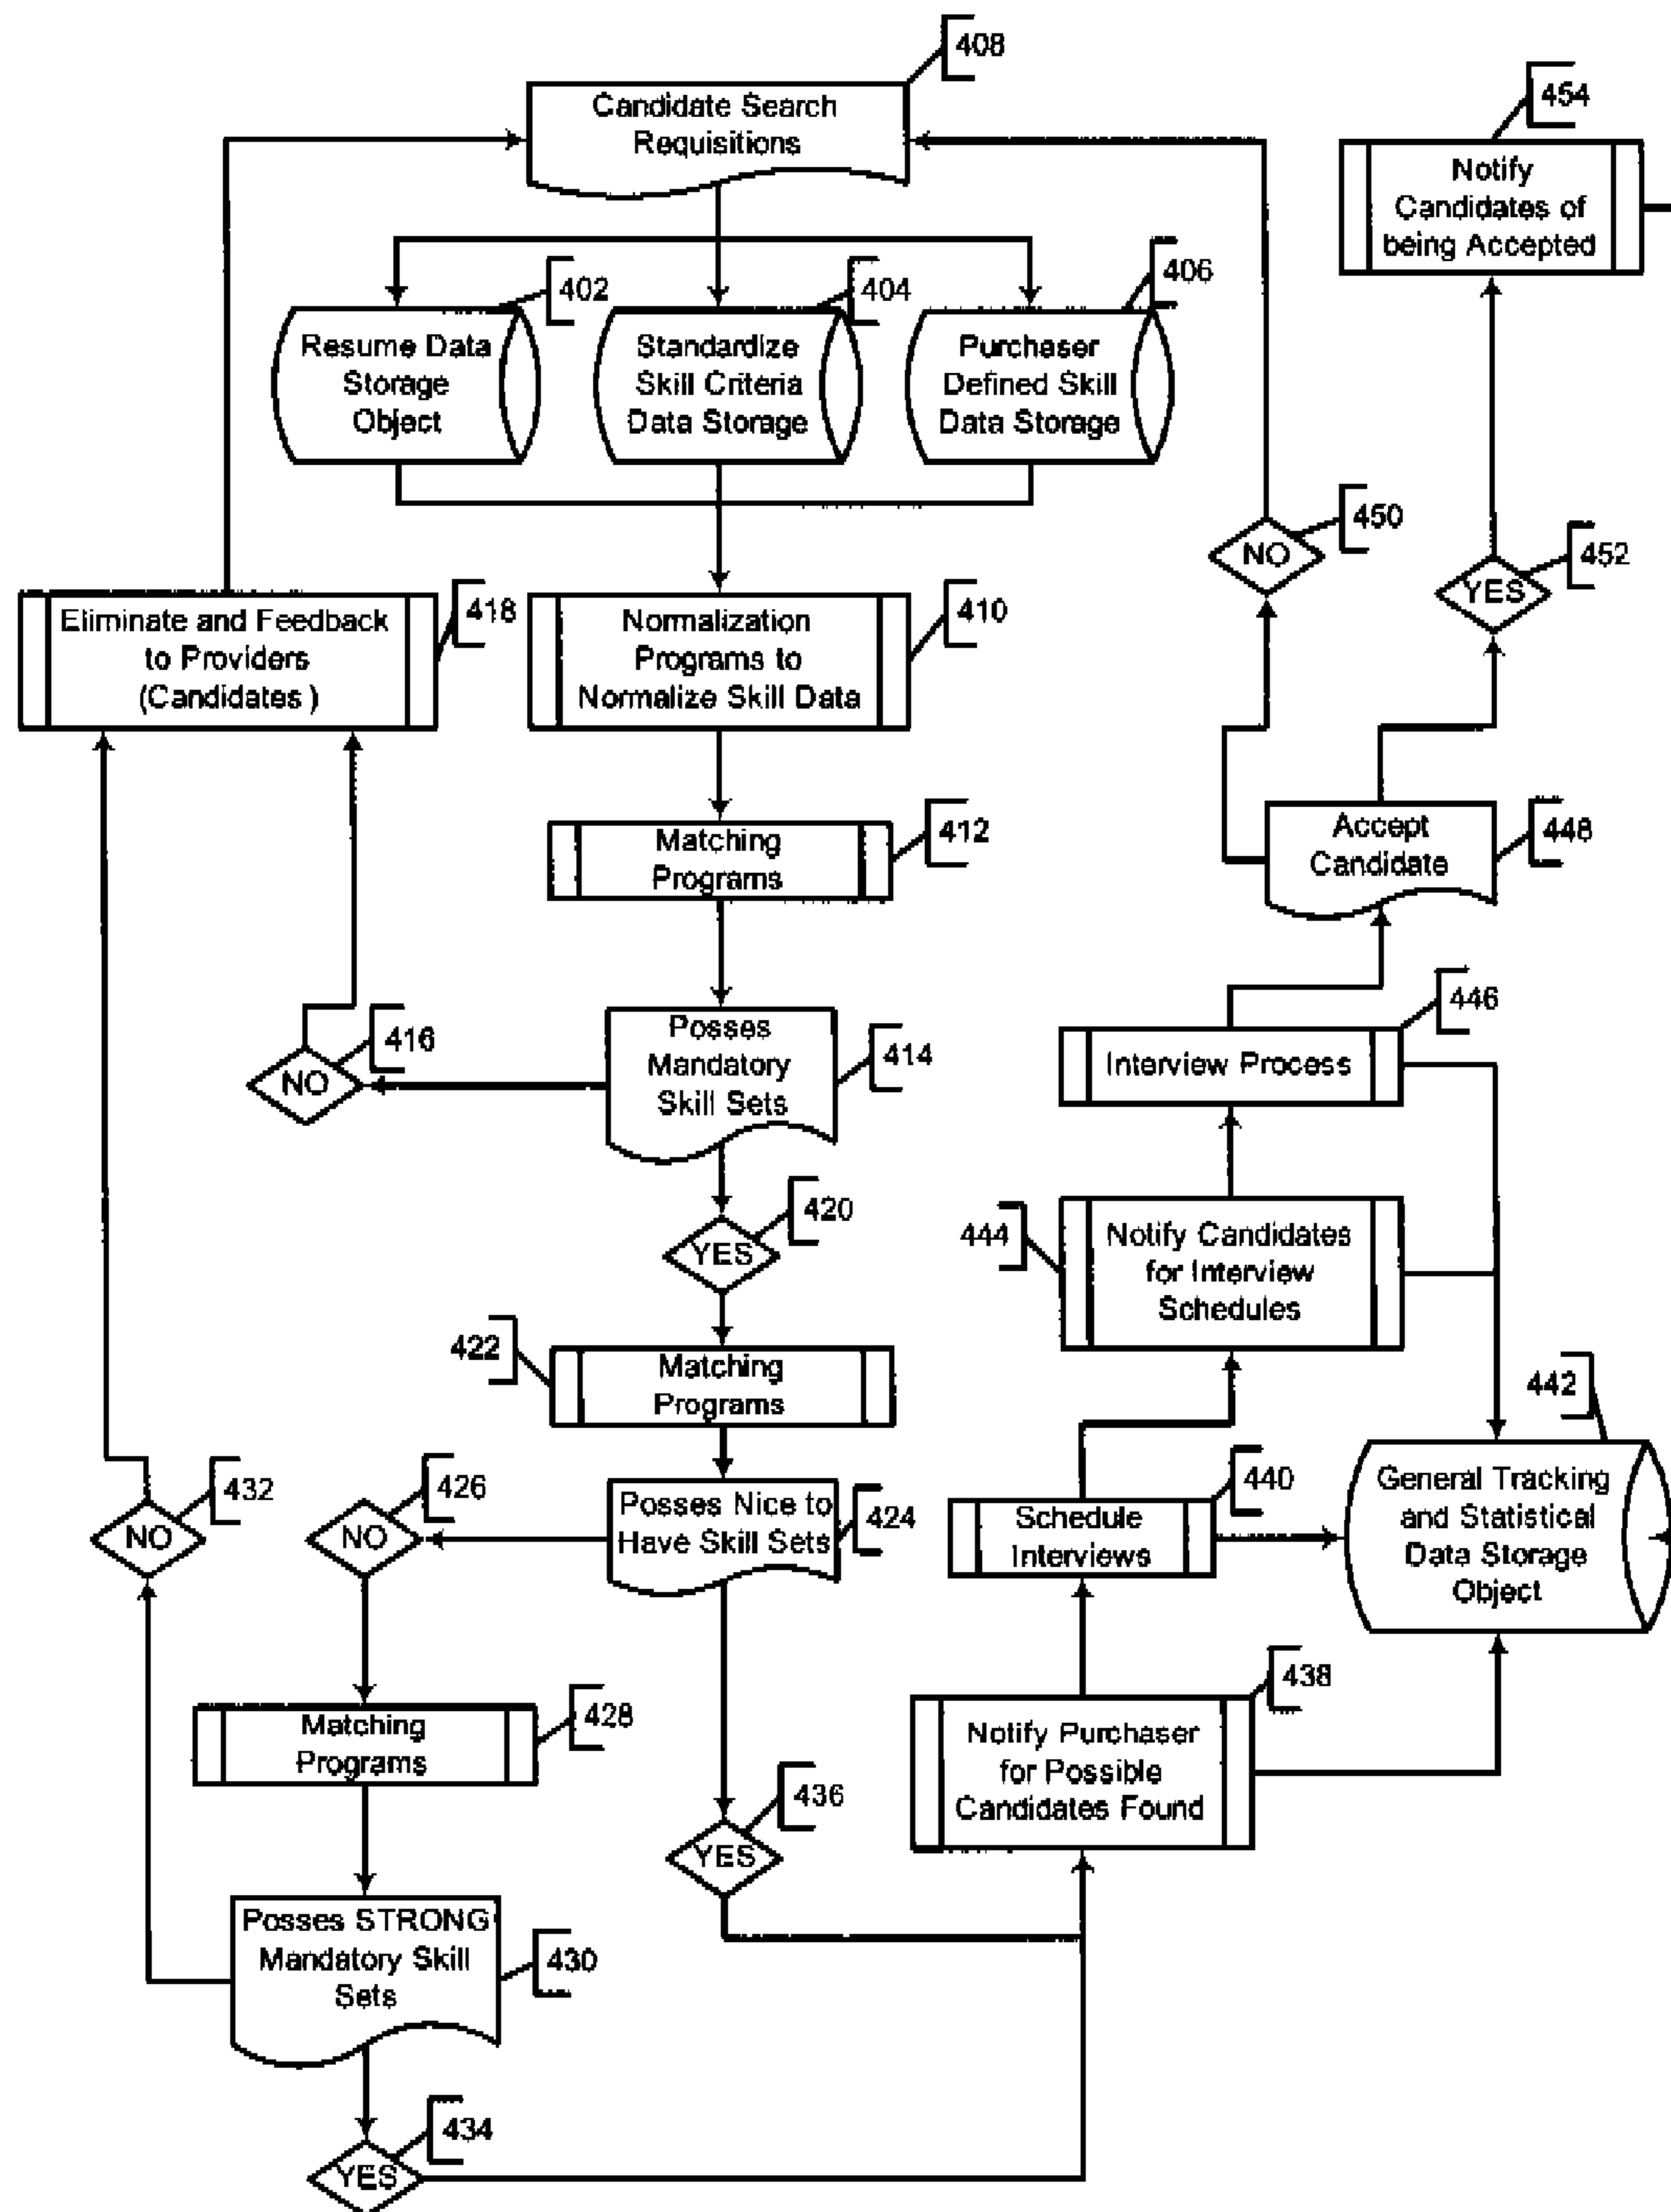 408
Candidate Search
Requisitions
454
Notify
Candidates of
being Accepted
402
404
406
Resume Data
Storage
Object
Standardize
Skill Criteria
Data Storage
Purchaser
Defined Skill
Data Storage
450
NO
452
YES
418
Eliminate and Feedback
to Providers
(Candidates)
410
Normalization
Programs to
Normalize Skill Data
412
Matching
Programs
448
Accept
Candidate
446
Interview Process
416
NO
414
Posses
Mandatory
Skill Sets
420
YES
444
Notify Candidates
for Interview
Schedules
422
Matching
Programs
442
General Tracking
and Statistical
Data Storage
Object
432
NO
426
NO
424
Posses Nice to
Have Skill Sets
440
Schedule
Interviews
438
Notify Purchaser
for Possible
Candidates Found
428
Matching
Programs
436
YES
430
Posses STRONG
Mandatory Skill
Sets
434
YES